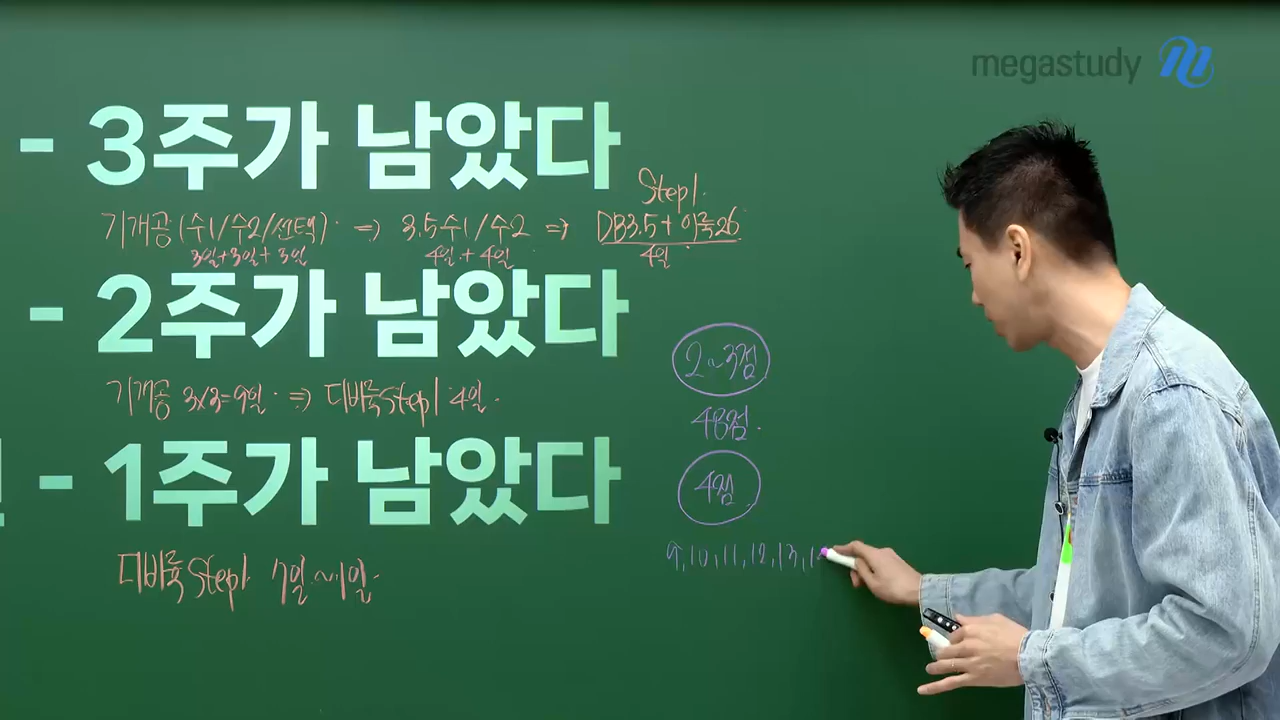 megastudy
- 3주가 남았다
Step1.
기개공(수1/수2/선택) ⇒ 3.5수1/수2 ⇒ DB3.5+이룩26
3일+3일+3일 4일+4일 4일
- 2주가 남았다
2~3점
기개공 3x3=9일 ⇒ 디비룩Step1 4일.
48점.
- 1주가 남았다
4점
9,10,11,12,13,1
디비룩Step1 7일~1일.